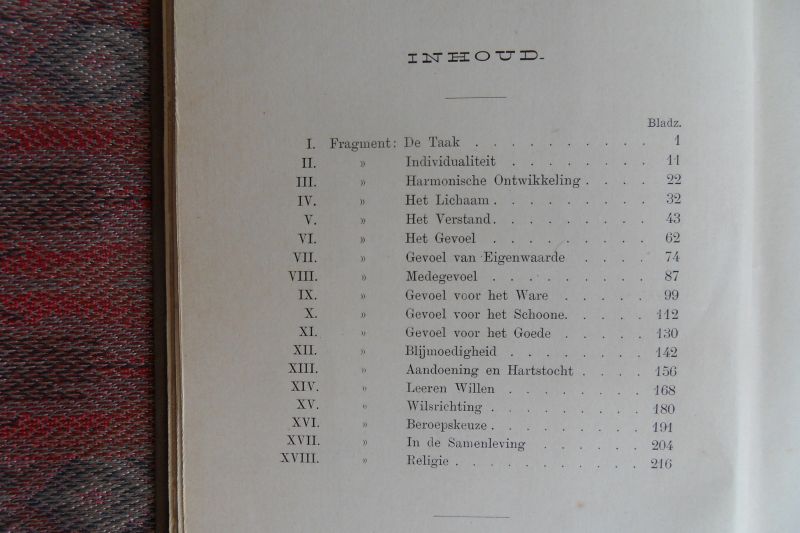 INHOUD.
Bladz.
I. Fragment: De Taak . . . . . . . . . . 1
II. » Individualiteit . . . . . . . . 11
III. » Harmonische Ontwikkeling . . . . 22
IV. » Het Lichaam . . . . . . . . . 32
V. » Het Verstand . . . . . . . . . 43
VI. » Het Gevoel . . . . . . . . . 62
VII. » Gevoel van Eigenwaarde . . . . 74
VIII. » Medegevoel . . . . . . . . . 87
IX. » Gevoel voor het Ware . . . . . 99
X. » Gevoel voor het Schoone. . . . . 112
XI. » Gevoel voor het Goede . . . . . 130
XII. » Blijmoedigheid . . . . . . . . 142
XIII. » Aandoening en Hartstocht . . . . 156
XIV. » Leeren Willen . . . . . . . . 168
XV. » Wilsrichting . . . . . . . . . 180
XVI. » Beroepskeuze . . . . . . . . . 191
XVII. » In de Samenleving . . . . . . . 204
XVIII. » Religie . . . . . . . . . . . 216